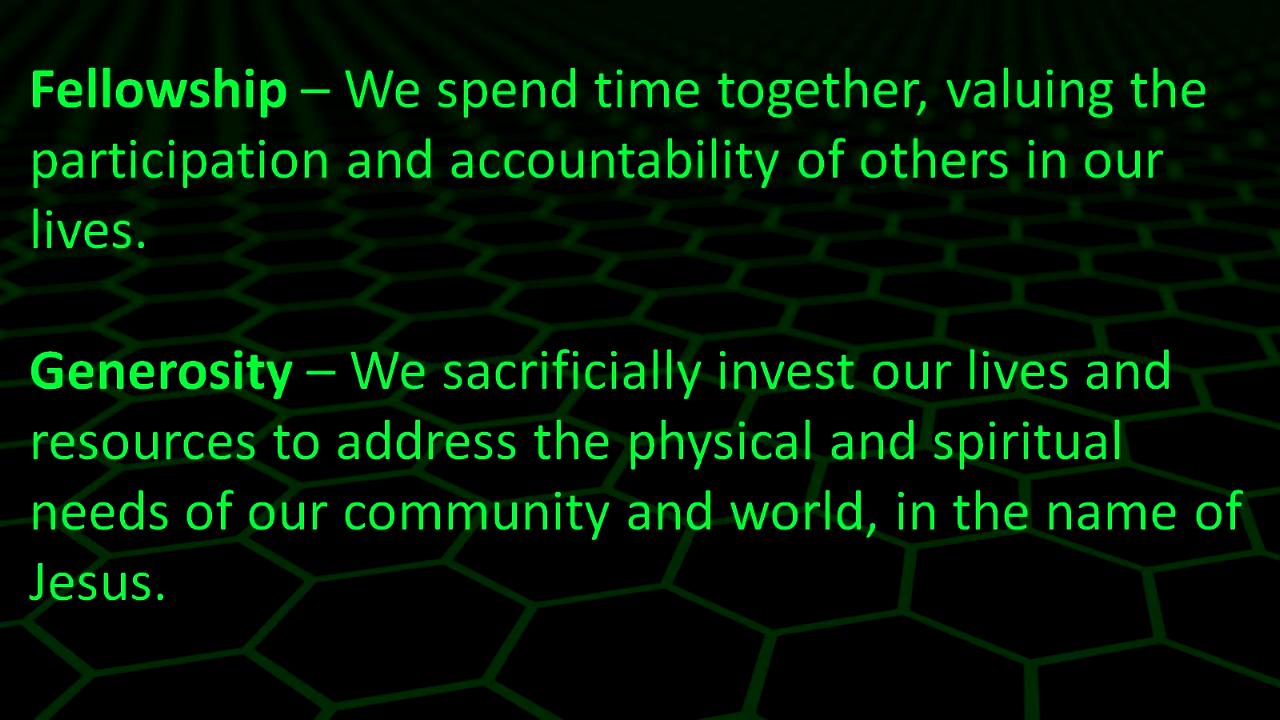 Fellowship – We spend time together, valuing the
participation and accountability of others in our
lives.
Generosity – We sacrificially invest our lives and
resources to address the physical and spiritual
needs of our community and world, in the name of
Jesus.